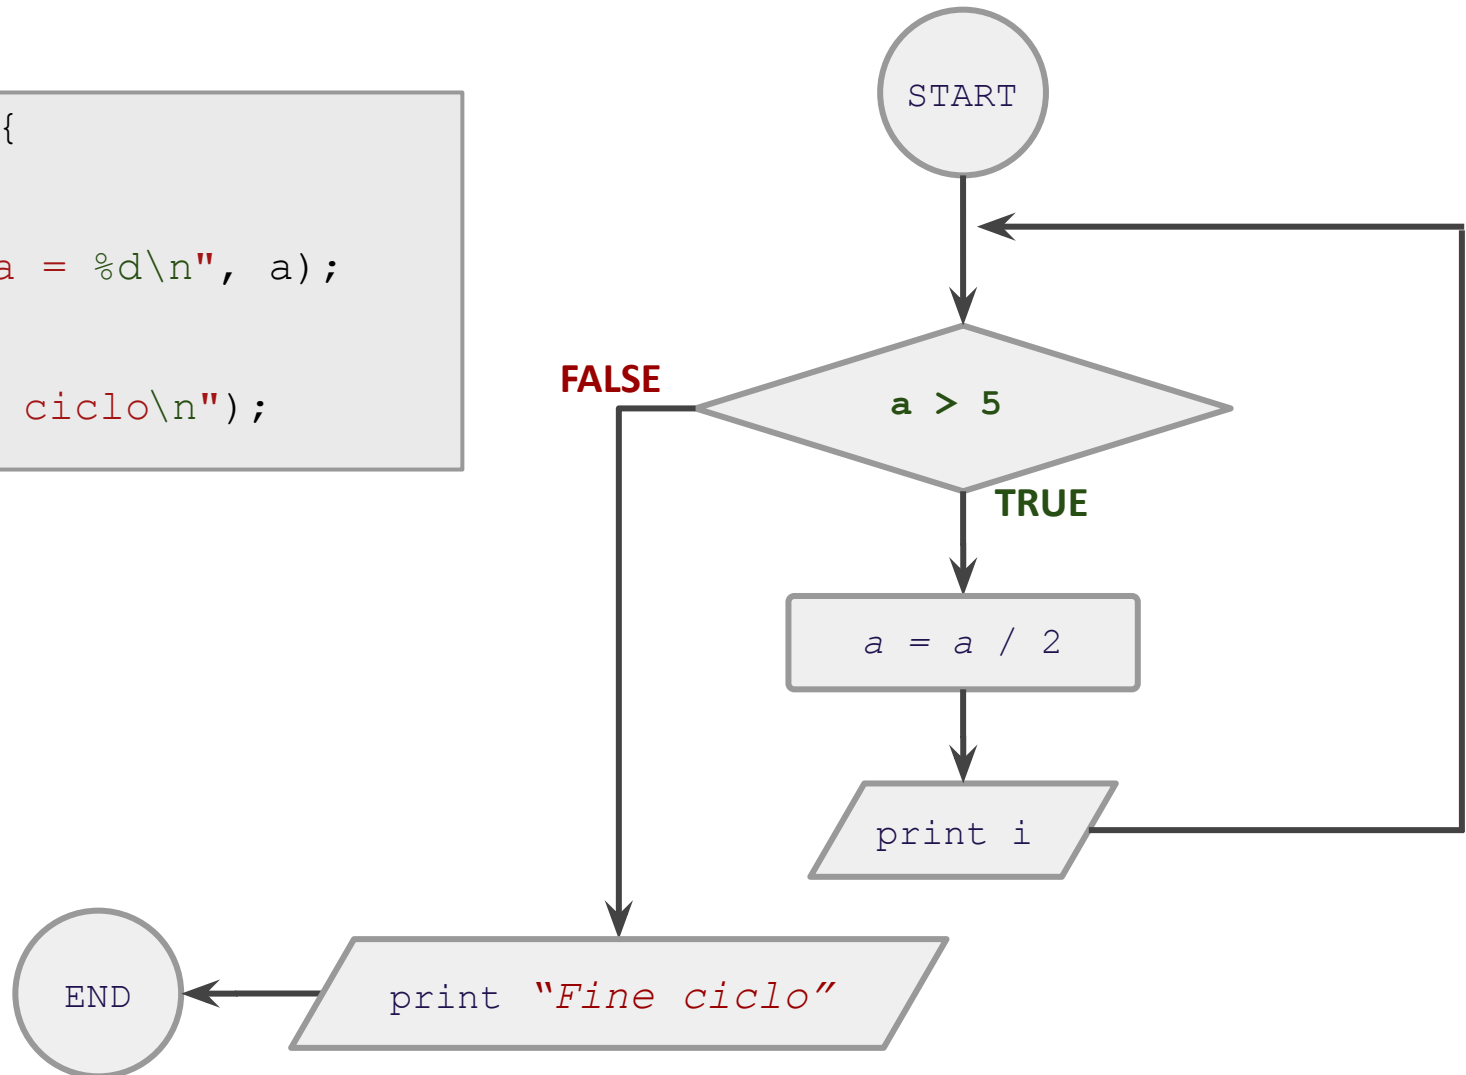 {
a = %d\n", a);
ciclo\n");
START
FALSE
a > 5
TRUE
a = a / 2
print i
print “Fine ciclo”
END